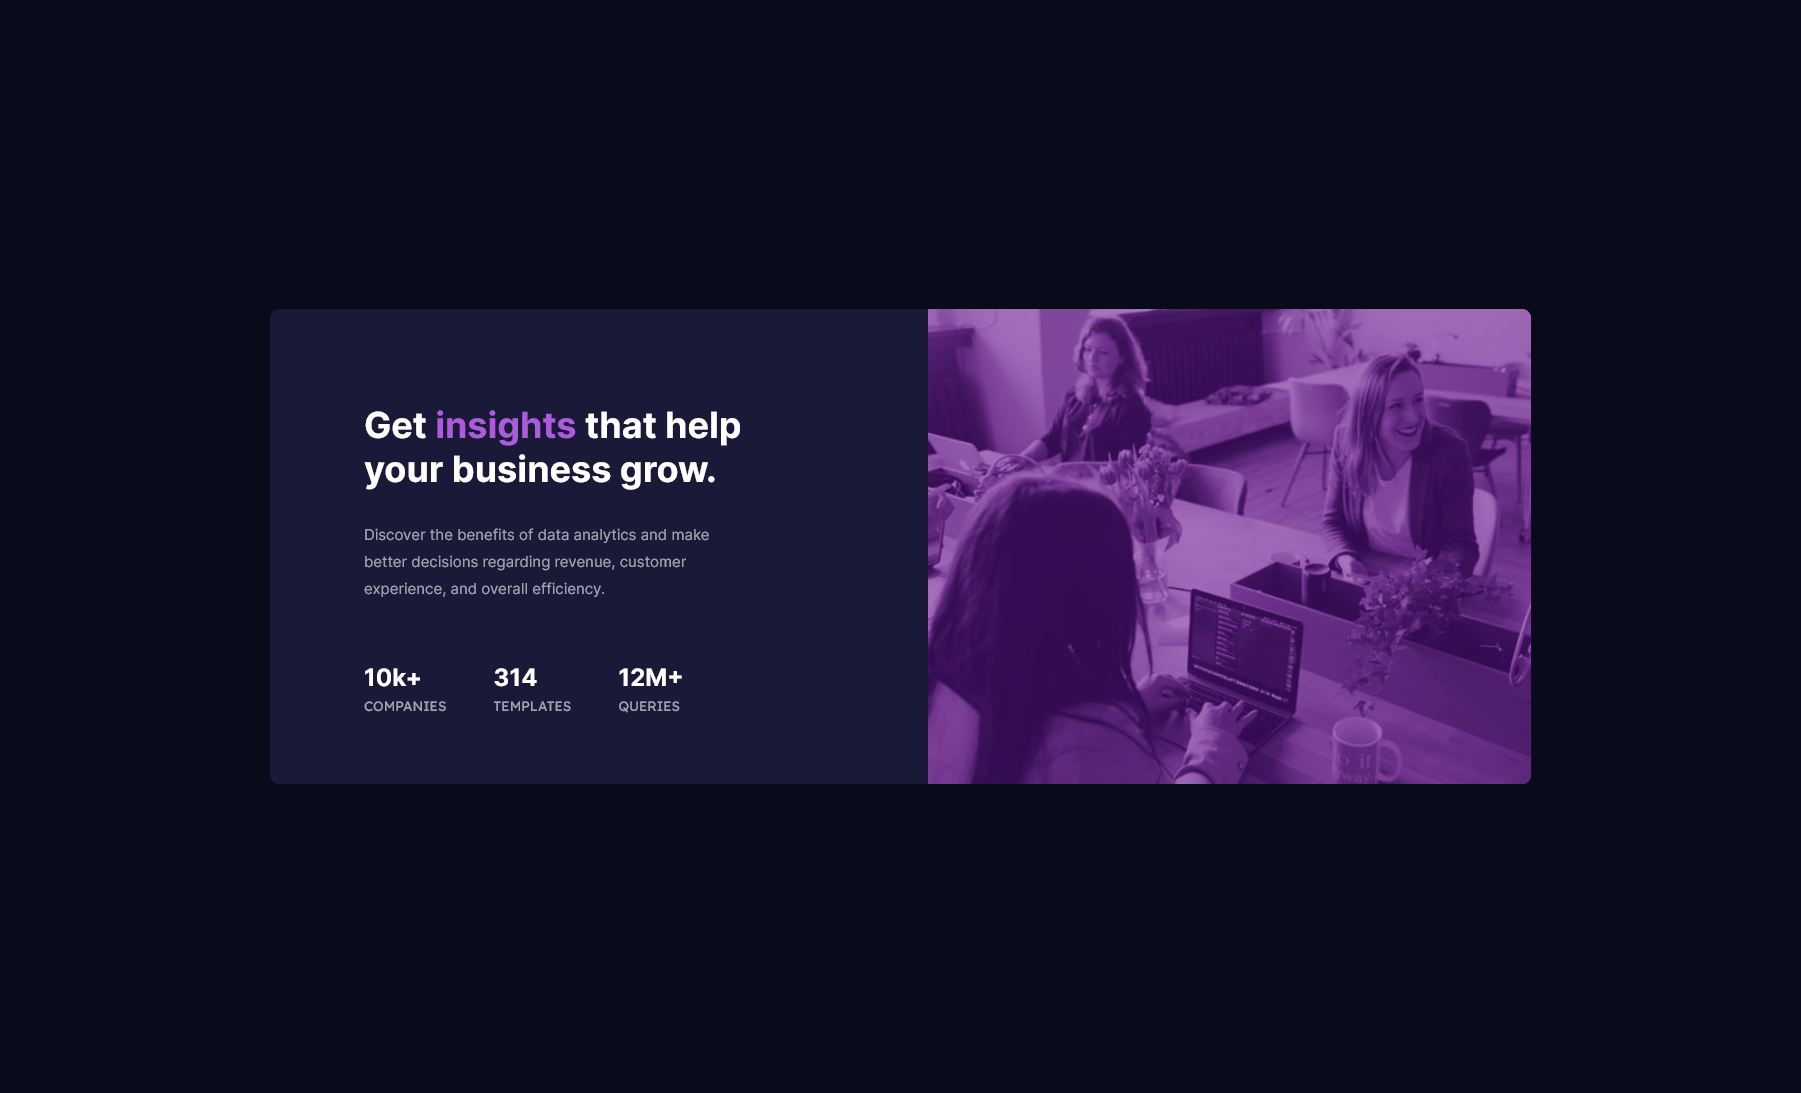 Get insights that help
your business grow.
Discover the benefits of data analytics and make
better decisions regarding revenue, customer
experience, and overall efficiency.
10k+ 314 12M+
COMPANIES TEMPLATES QUERIES